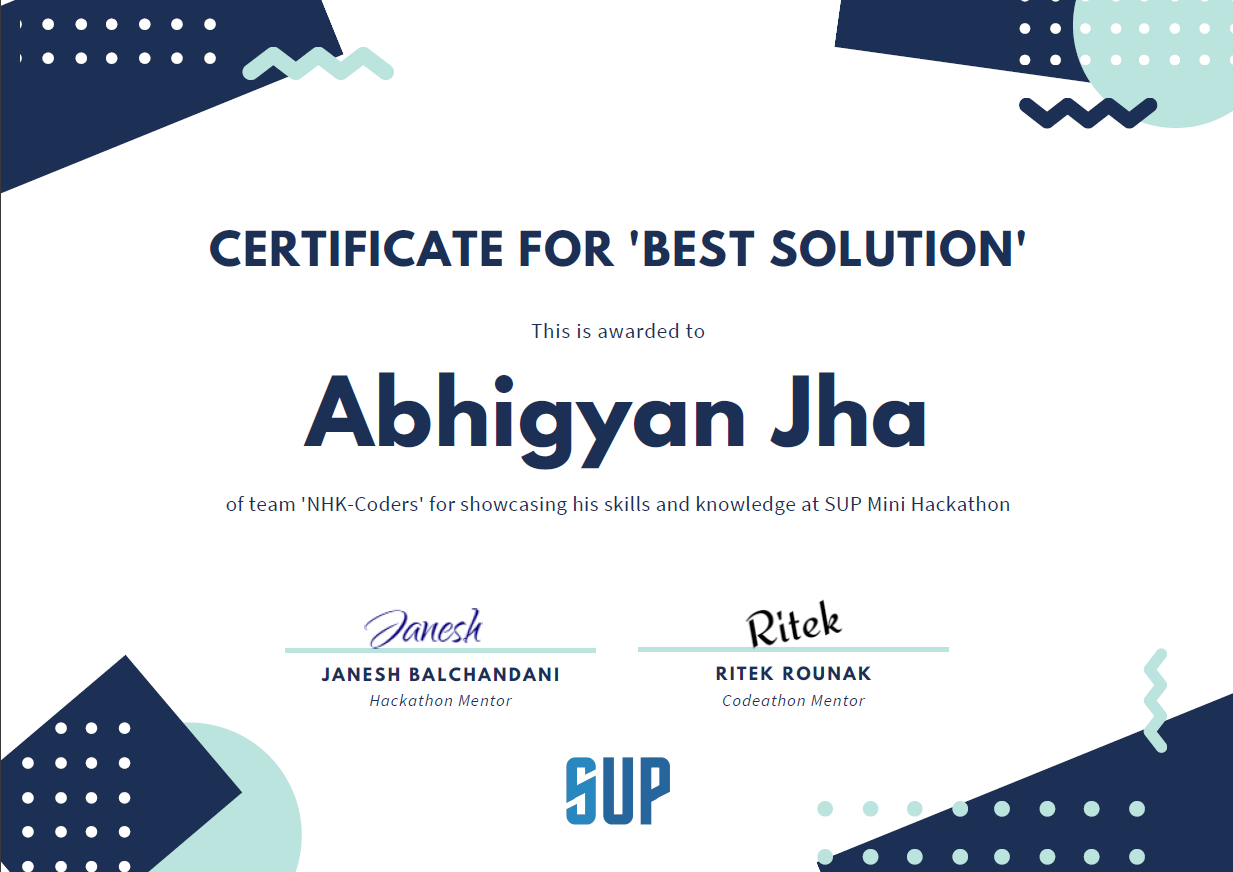 CERTIFICATE FOR 'BEST SOLUTION'
This is awarded to
Abhigyan Jha
of team 'NHK-Coders' for showcasing his skills and knowledge at SUP Mini Hackathon
Janesh
Ritek
JANESH BALCHANDANI
RITEK ROUNAK
Hackathon Mentor
Codeathon Mentor
SUP